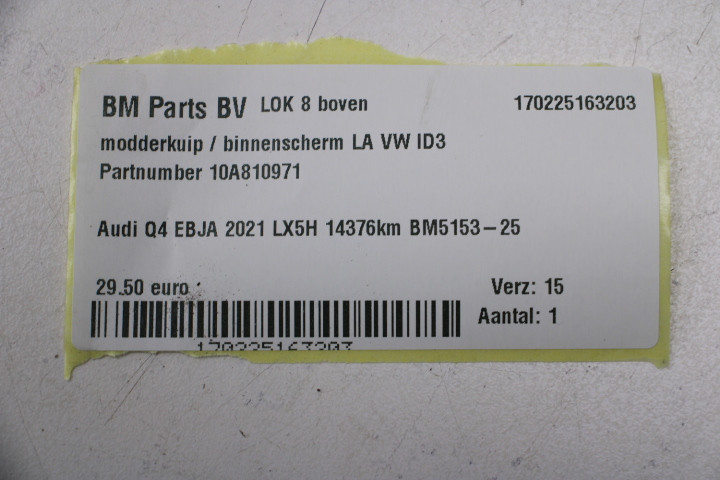 BM Parts BV LOK 8 boven 170225163203
modderkuip / binnenscherm LA VW ID3
Partnumber 10A810971
Audi Q4 EBJA 2021 LX5H 14376km BM5153-25
29.50 euro Verz: 15
Aantal: 1
170225163203